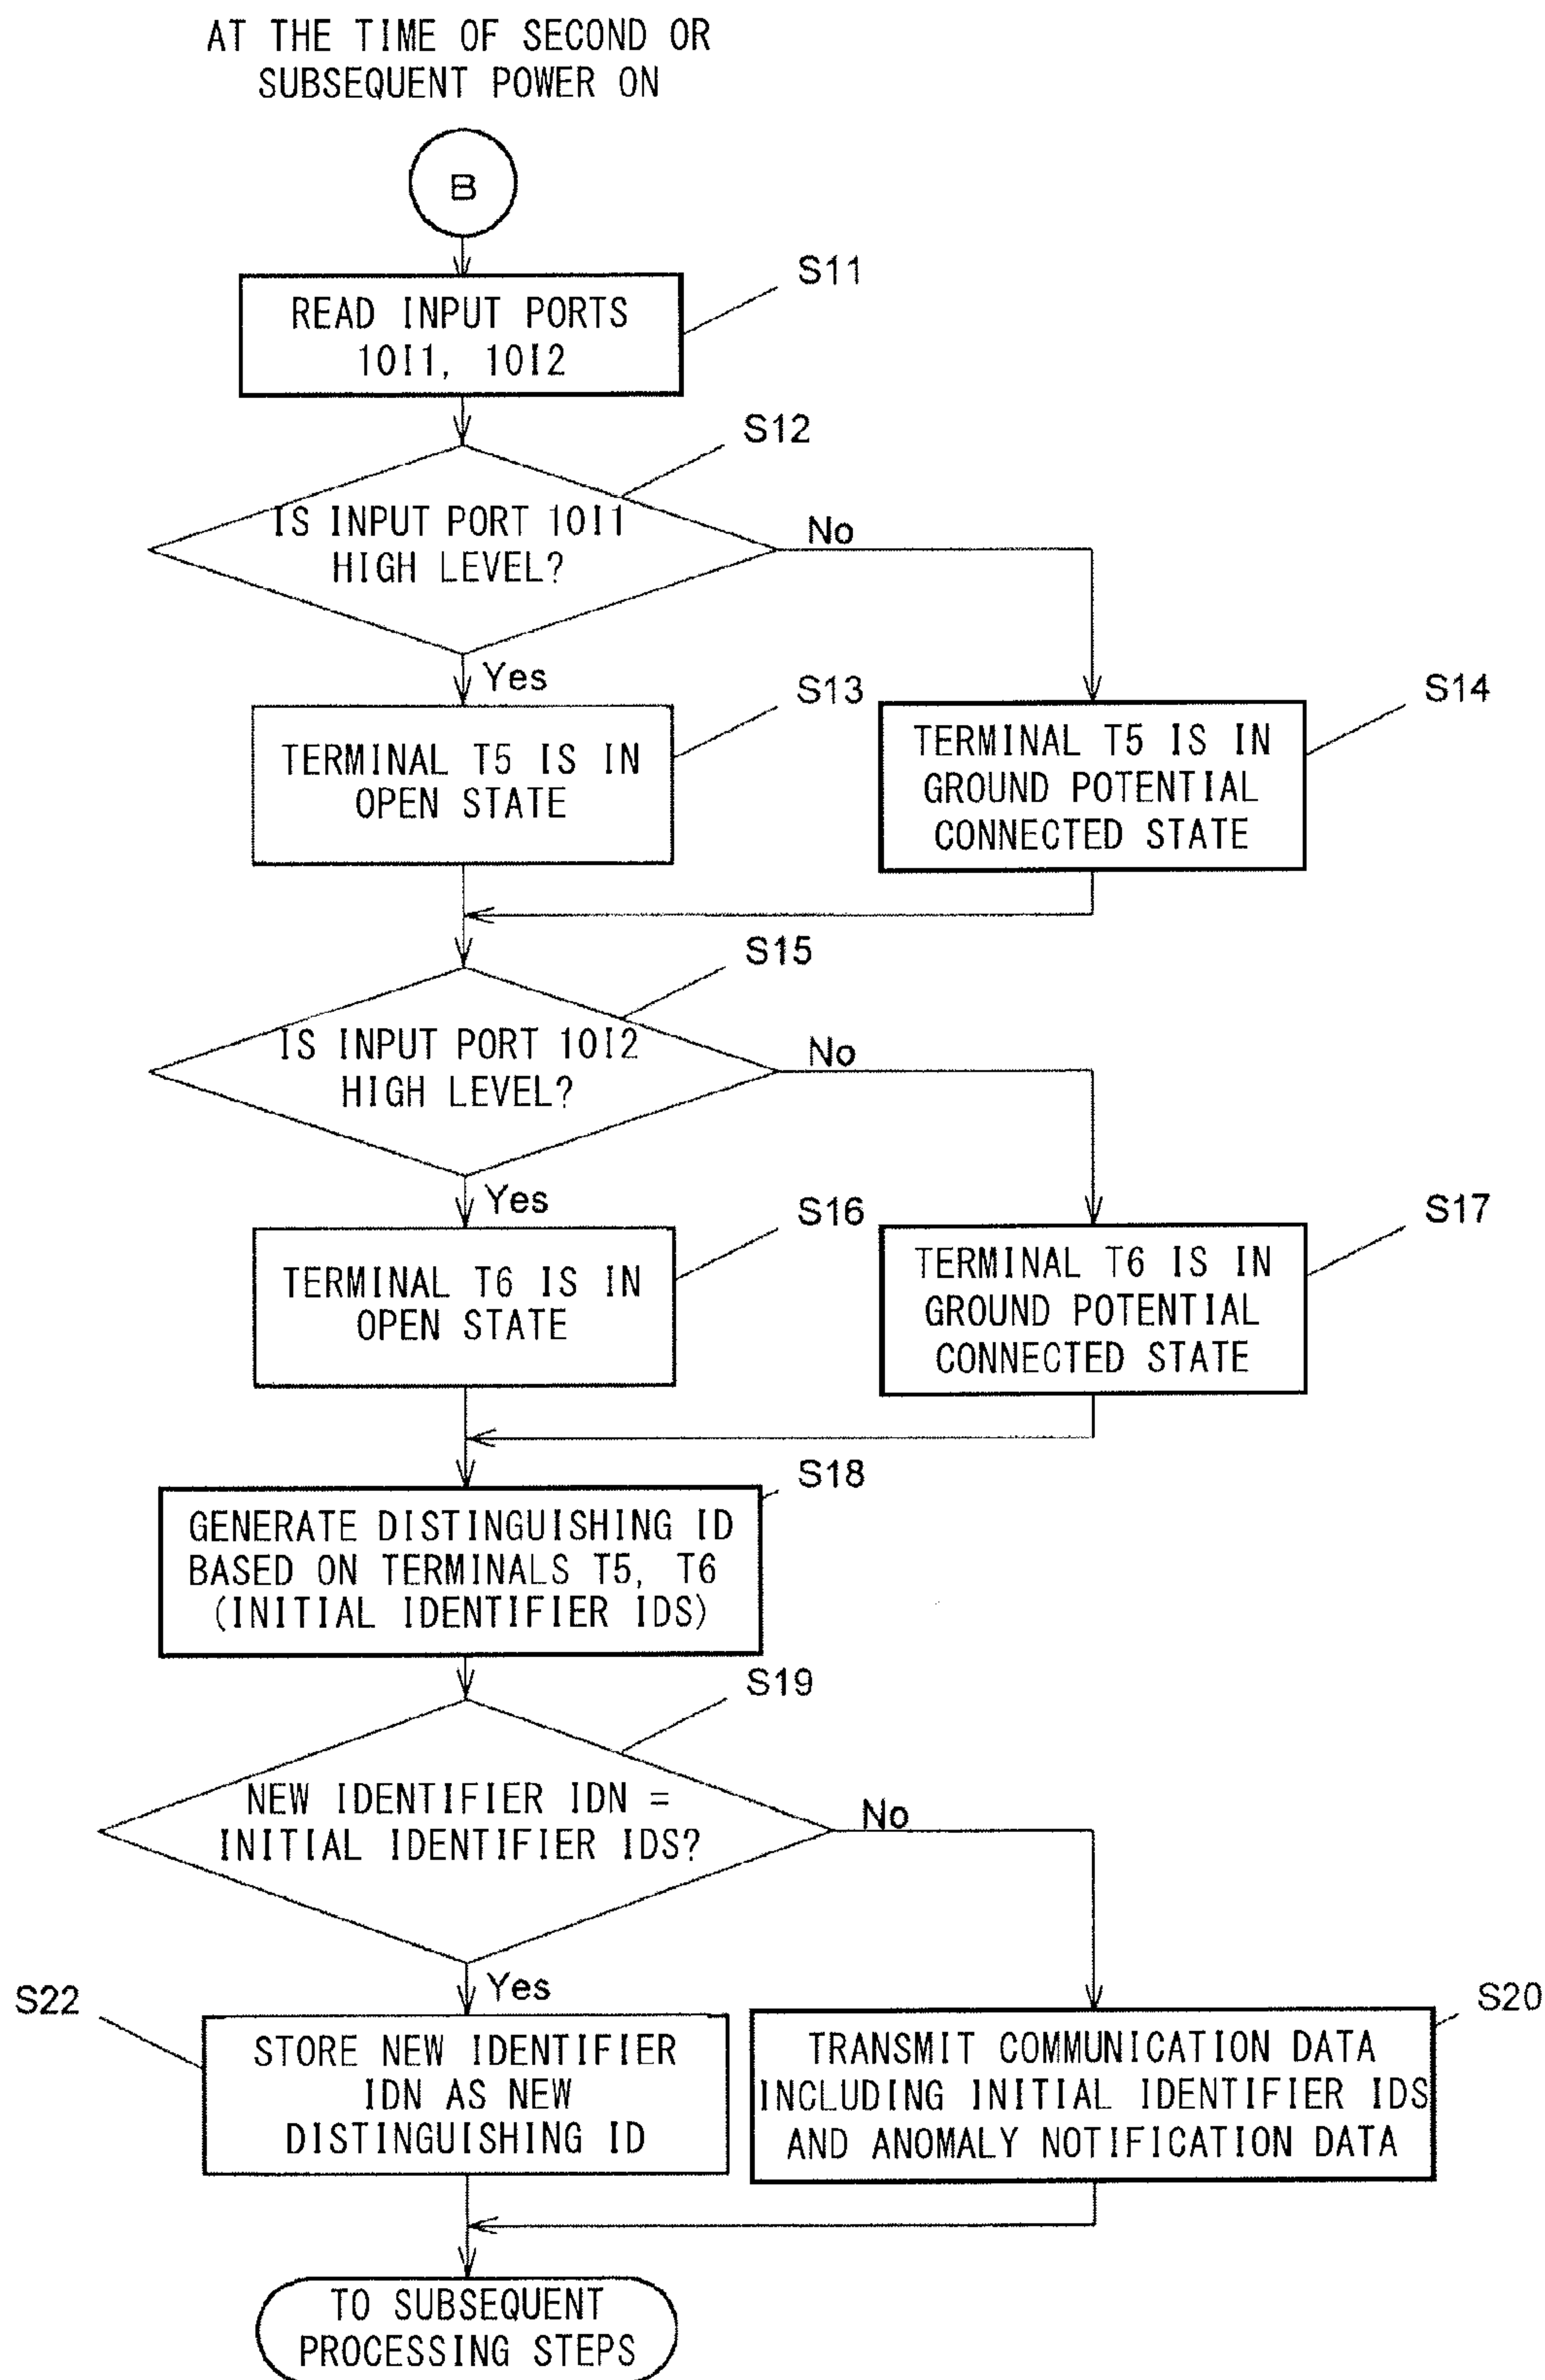 AT THE TIME OF SECOND OR
SUBSEQUENT POWER ON
B
S11
READ INPUT PORTS
10I1, 10I2
S12
IS INPUT PORT 10I1
HIGH LEVEL?
No
Yes
S13
TERMINAL T5 IS IN
OPEN STATE
S14
TERMINAL T5 IS IN
GROUND POTENTIAL
CONNECTED STATE
S15
IS INPUT PORT 10I2
HIGH LEVEL?
No
Yes
S16
TERMINAL T6 IS IN
OPEN STATE
S17
TERMINAL T6 IS IN
GROUND POTENTIAL
CONNECTED STATE
S18
GENERATE DISTINGUISHING ID
BASED ON TERMINALS T5, T6
(INITIAL IDENTIFIER IDS)
S19
NEW IDENTIFIER IDN =
INITIAL IDENTIFIER IDS?
No
Yes
S22
STORE NEW IDENTIFIER
IDN AS NEW
DISTINGUISHING ID
S20
TRANSMIT COMMUNICATION DATA
INCLUDING INITIAL IDENTIFIER IDS
AND ANOMALY NOTIFICATION DATA
TO SUBSEQUENT
PROCESSING STEPS